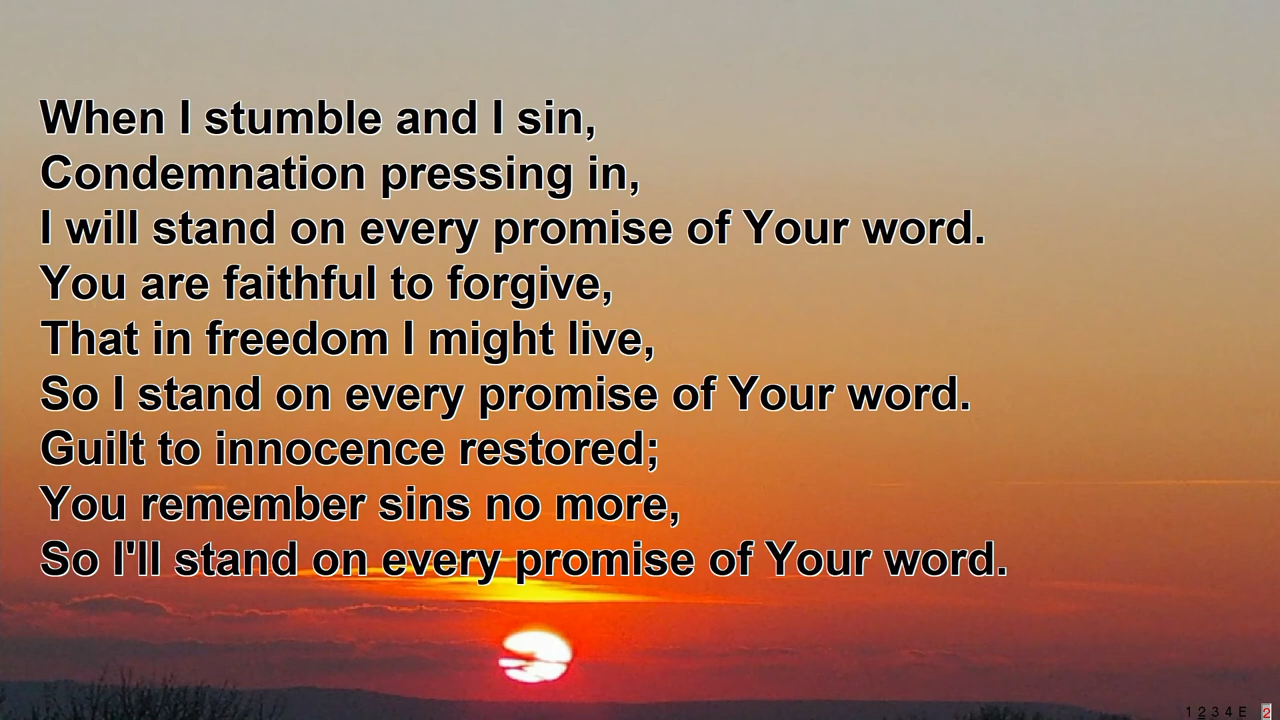 When I stumble and I sin,
Condemnation pressing in,
I will stand on every promise of Your word.
You are faithful to forgive,
That in freedom I might live,
So I stand on every promise of Your word.
Guilt to innocence restored;
You remember sins no more,
So I'll stand on every promise of Your word.
1 2 3 4 E 2